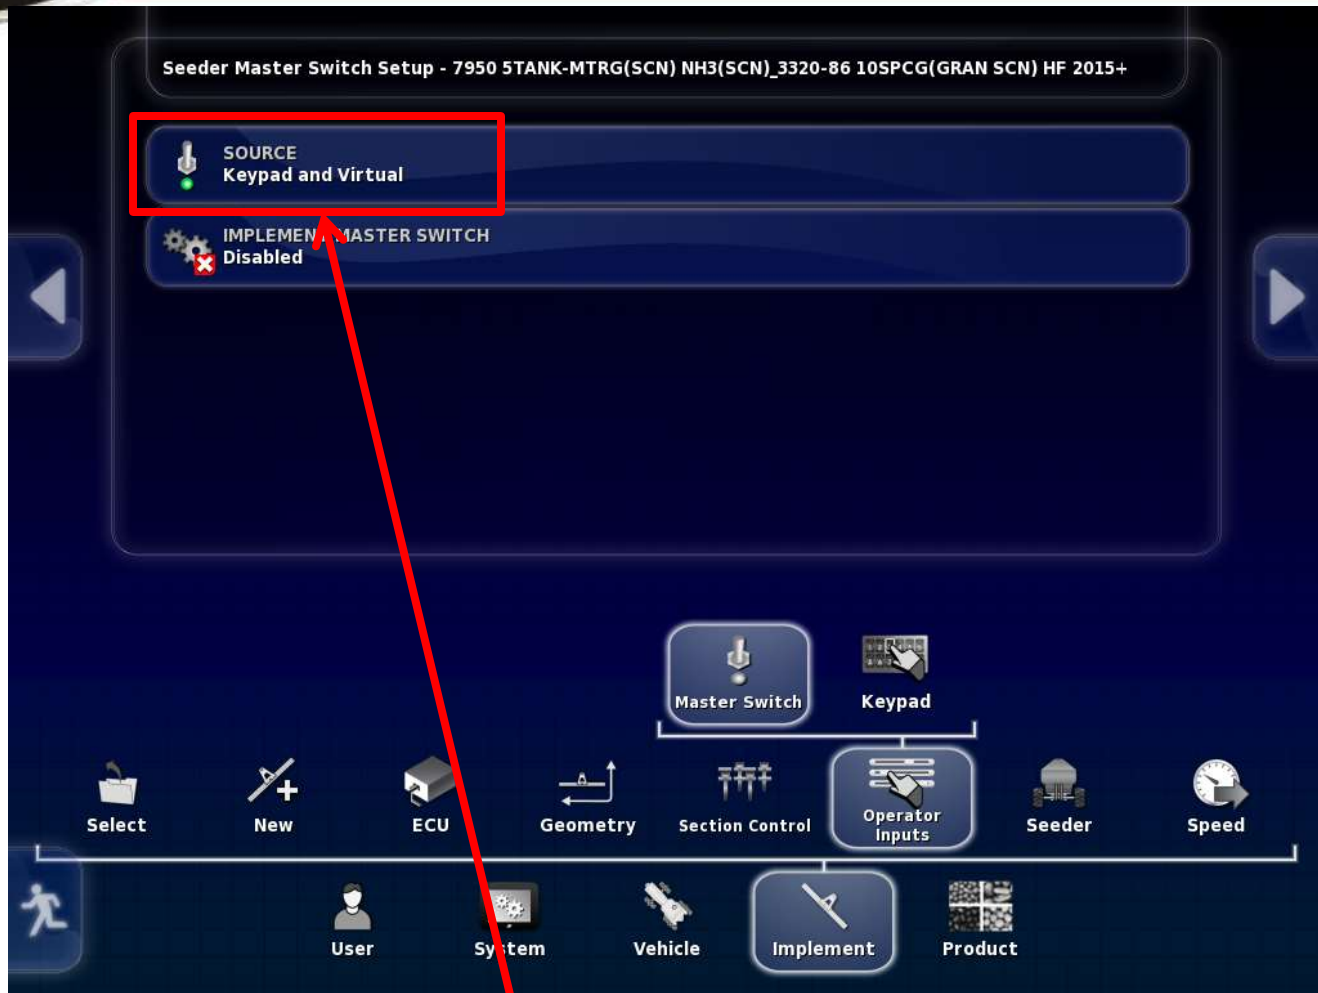 Seeder Master Switch Setup - 7950 5TANK-MTRG(SCN) NH3(SCN)_3320-86 10SPCG(GRAN SCN) HF 2015+
SOURCE
Keypad and Virtual
IMPLEMENT MASTER SWITCH
Disabled
Master Switch
Keypad
Select
New
ECU
Geometry
Section Control
Operator
Inputs
Seeder
Speed
User
System
Vehicle
Implement
Product